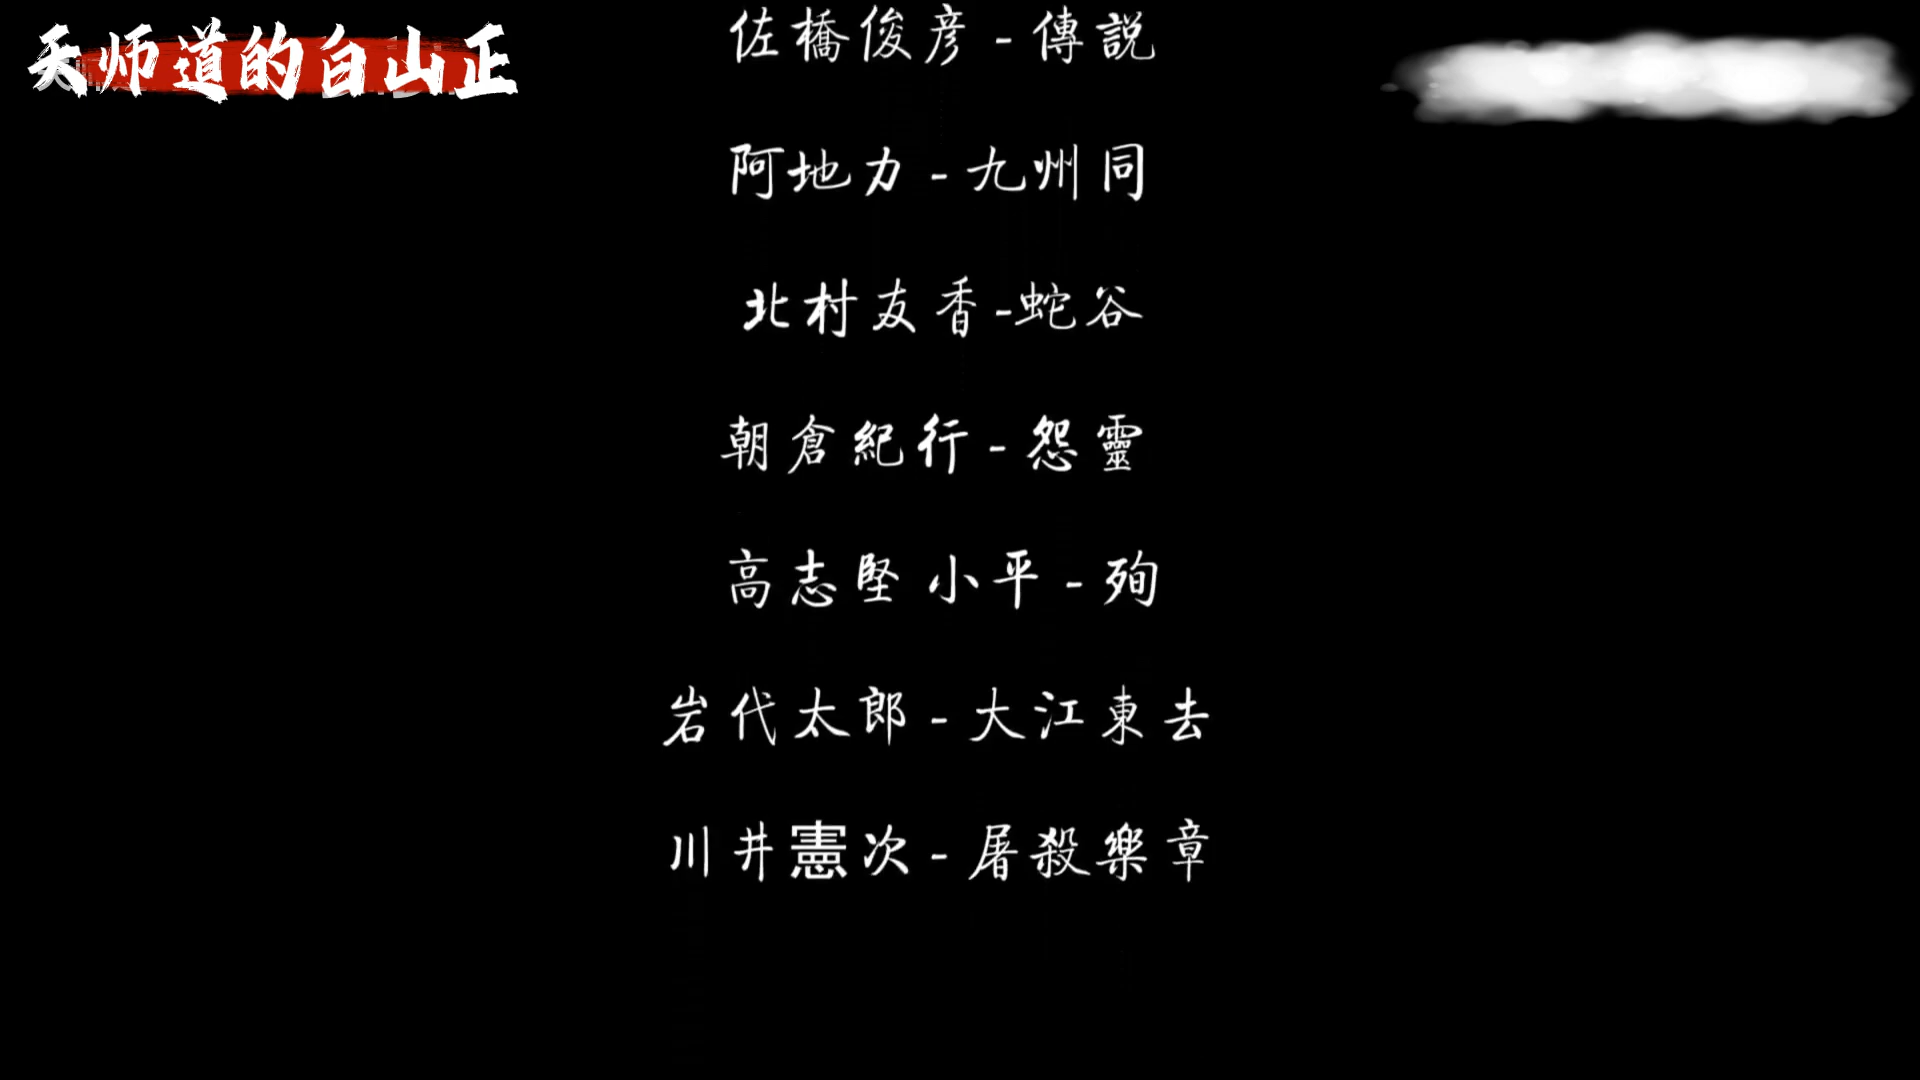 天师道的白山正
佐橋俊彦-傳説
阿地力-九州同
北村友香-蛇谷
朝倉紀行-怨靈
高志堅 小平-殉
岩代太郎-大江東去
川井憲次-屠殺樂章